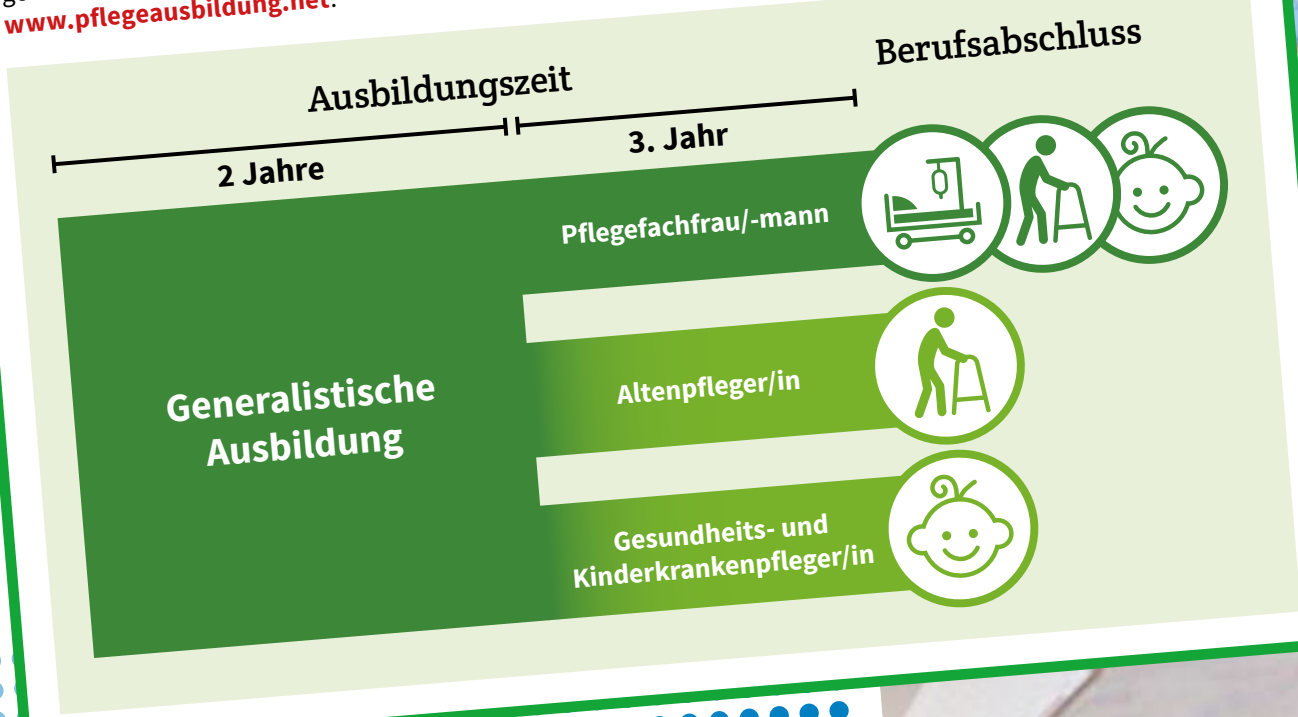 www.pflegeausbildung.net.
Ausbildungszeit
Berufsabschluss
2 Jahre
3. Jahr
Pflegefachfrau/-mann
Generalistische
Ausbildung
Altenpfleger/in
Gesundheits- und
Kinderkrankenpfleger/in